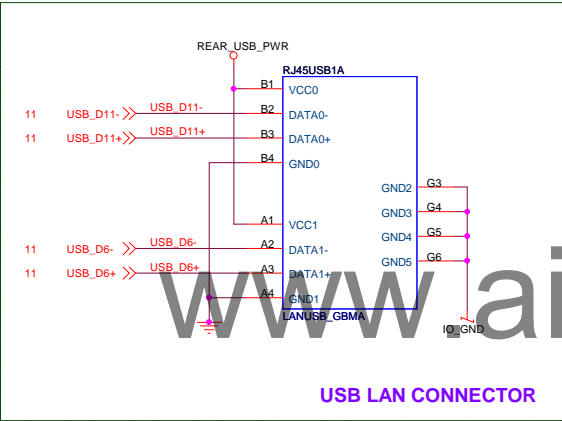 REAR_USB_PWR
RJ45USB1A
B1 VCC0
11 USB_D11- USB_D11- B2 DATA0-
11 USB_D11+ USB_D11+ B3 DATA0+
B4 GND0
GND2 G3
GND3 G4
A1 VCC1
GND4 G5
11 USB_D6- USB_D6- A2 DATA1-
GND5 G6
11 USB_D6+ USB_D6+ A3 DATA1+
A4 GND1
www.ai
LANUSB_GBMA
IO_GND
USB LAN CONNECTOR